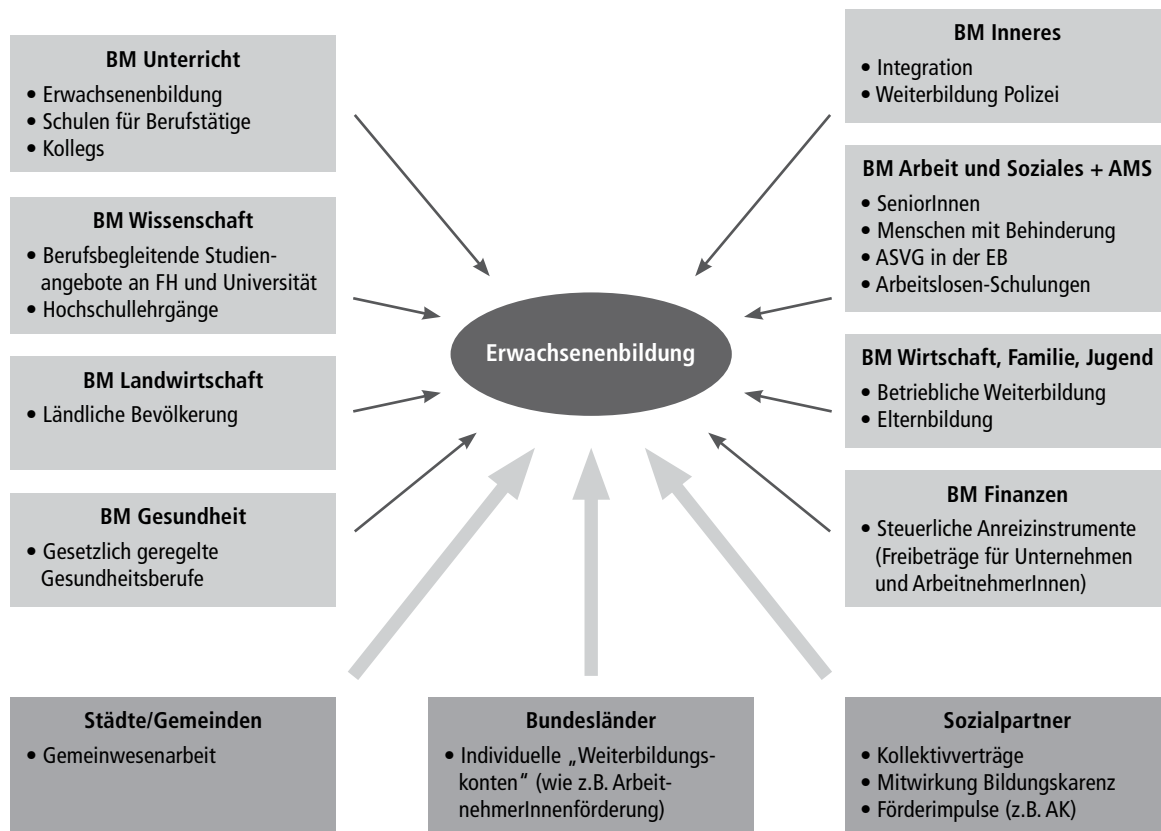 BM Unterricht
• Erwachsenenbildung
• Schulen für Berufstätige
• Kollegs
BM Wissenschaft
• Berufsbegleitende Studien-
angebote an FH und Universität
• Hochschullehrgänge
BM Landwirtschaft
• Ländliche Bevölkerung
BM Gesundheit
• Gesetzlich geregelte
Gesundheitsberufe
Erwachsenenbildung
BM Inneres
• Integration
• Weiterbildung Polizei
BM Arbeit und Soziales + AMS
• SeniorInnen
• Menschen mit Behinderung
• ASVG in der EB
• Arbeitslosen-Schulungen
BM Wirtschaft, Familie, Jugend
• Betriebliche Weiterbildung
• Elternbildung
BM Finanzen
• Steuerliche Anreizinstrumente
(Freibeträge für Unternehmen
und ArbeitnehmerInnen)
Städte/Gemeinden
• Gemeinwesenarbeit
Bundesländer
• Individuelle „Weiterbildungs-
konten" (wie z.B. Arbeit-
nehmerInnenförderung)
Sozialpartner
• Kollektivverträge
• Mitwirkung Bildungskarenz
• Förderimpulse (z.B. AK)